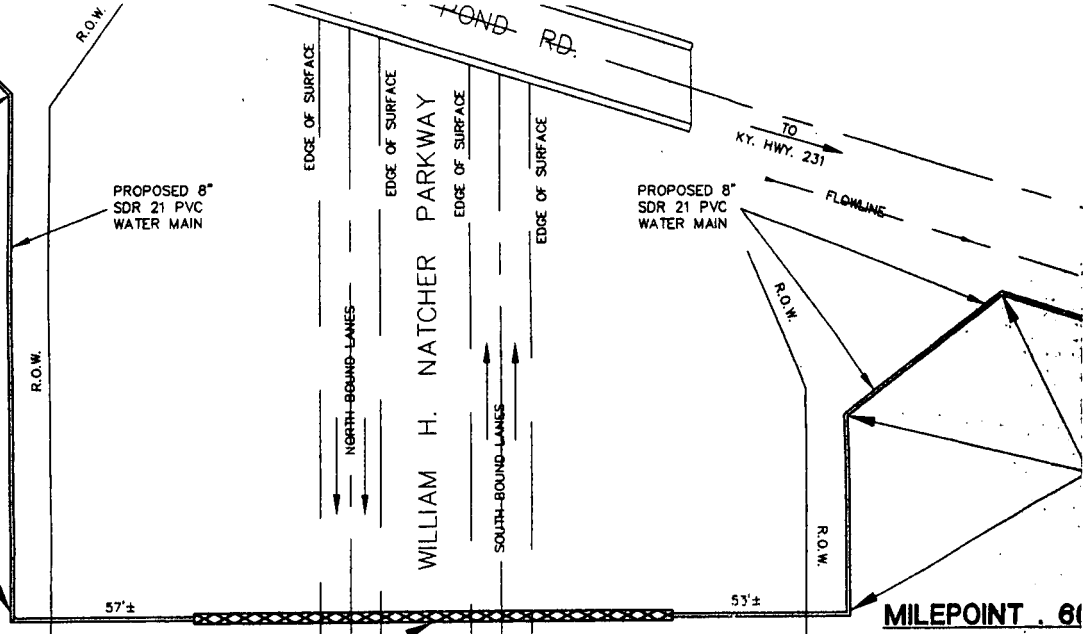 R.O.W.
POND RD.
EDGE OF SURFACE
EDGE OF SURFACE
EDGE OF SURFACE
EDGE OF SURFACE
WILLIAM H. NATCHER PARKWAY
TO
KY. HWY. 231
FLOWLINE
PROPOSED 8"
SDR 21 PVC
WATER MAIN
PROPOSED 8"
SDR 21 PVC
WATER MAIN
R.O.W.
R.O.W.
NORTH BOUND LANES
SOUTH BOUND LANES
R.O.W.
57'±
53'±
MILEPOINT .